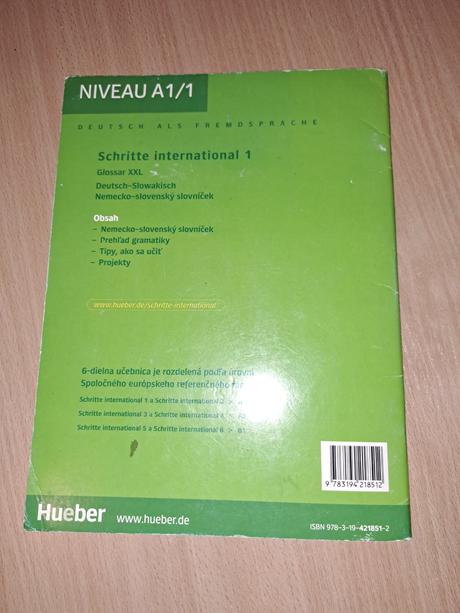 NIVEAU A1/1
DEUTSCH ALS FREMDSPRACHE
Schritte international 1
Glossar XXL
Deutsch–Slowakisch
Nemecko–slovenský slovníček
Obsah
– Nemecko–slovenský slovníček
– Prehľad gramatiky
– Tipy, ako sa učiť
– Projekty
www.hueber.de/schritte-international
6-dielna učebnica je rozdelená podľa úrovní
Spoločného európskeho referenčného
Schritte international 1 a Schritte international 2 >
Schritte international 3 a Schritte international 4 > A2
Schritte international 5 a Schritte international 6 > B1
9 783194 218512
Hueber www.hueber.de
ISBN 978-3-19-421851-2